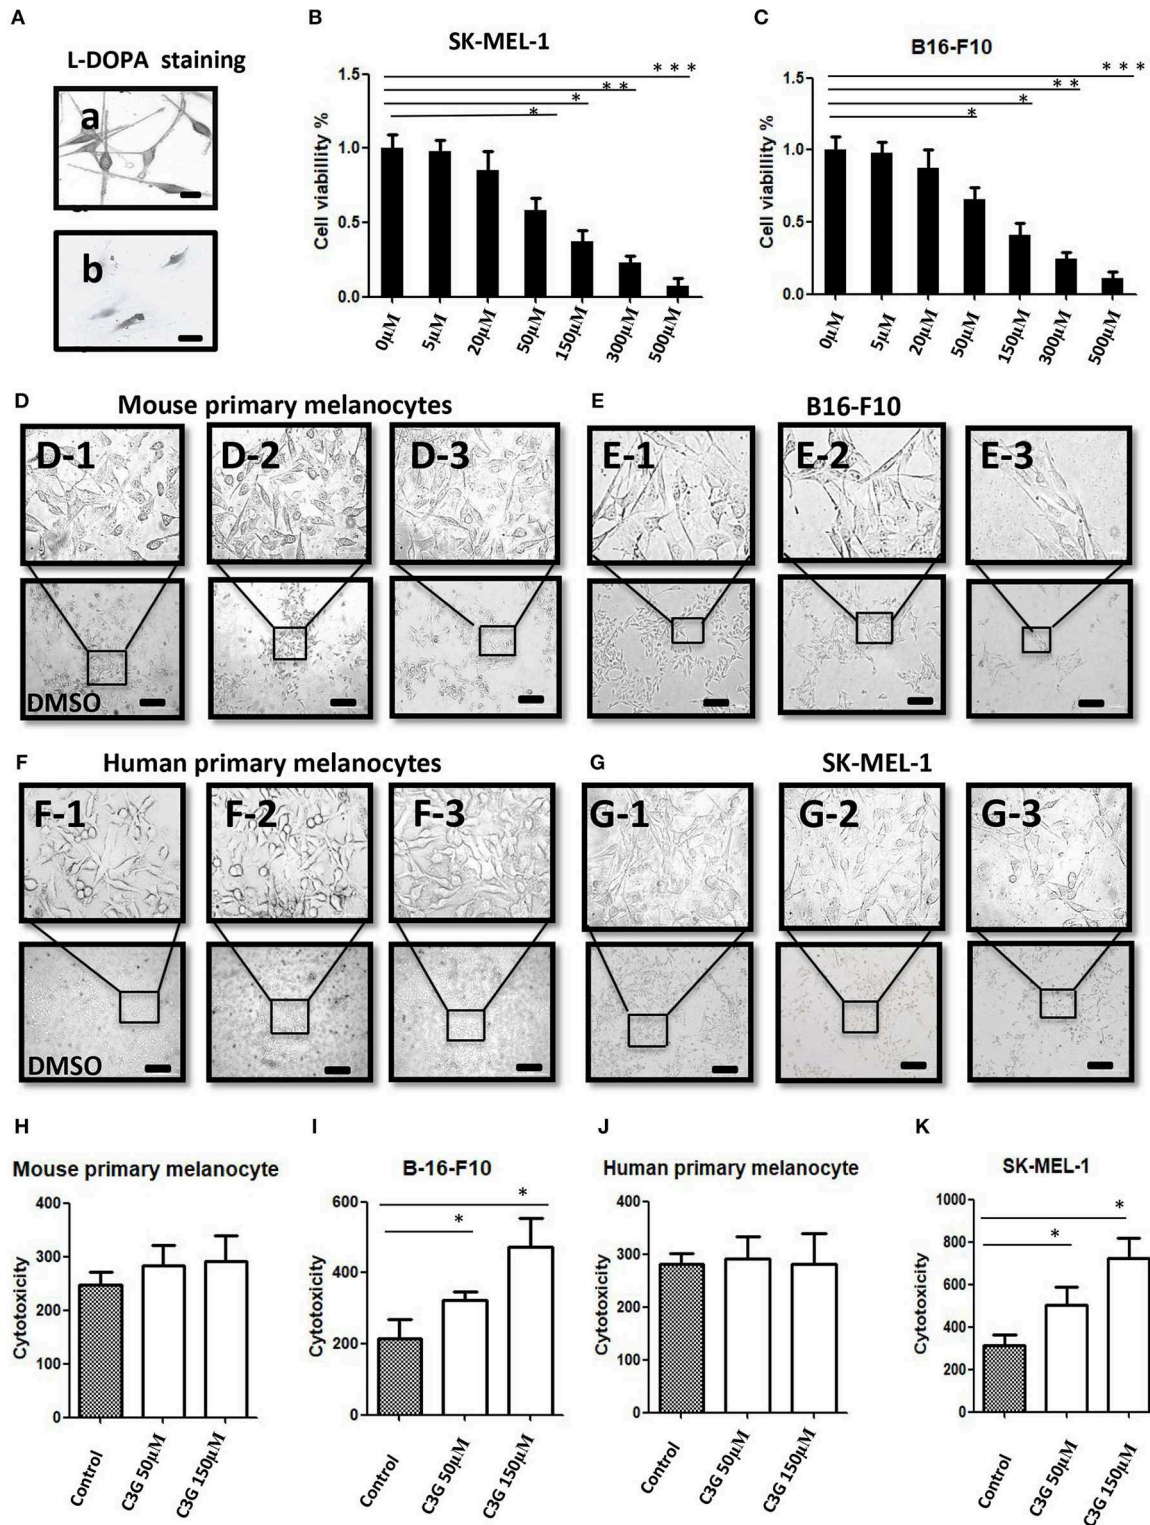 A
L-DOPA staining
a
b
B
SK-MEL-1
Cell viabillity %
1.5
1.0
0.5
0.0
* * *
* *
*
*
0µM
5µM
20µM
50µM
150µM
300µM
500µM
C
B16-F10
Cell viabillity %
1.5
1.0
0.5
0.0
* * *
* *
*
*
0µM
5µM
20µM
50µM
150µM
300µM
500µM
D
Mouse primary melanocytes
D-1
D-2
D-3
DMSO
E
B16-F10
E-1
E-2
E-3
F
Human primary melanocytes
F-1
F-2
F-3
DMSO
G
SK-MEL-1
G-1
G-2
G-3
H
Mouse primary melanocyte
Cytotoxicity
400
300
200
100
0
Control
C3G 50µM
C3G 150µM
I
B-16-F10
Cytotoxicity
600
400
200
0
*
*
Control
C3G 50µM
C3G 150µM
J
Human primary melanocyte
Cytotoxicity
400
300
200
100
0
Control
C3G 50µM
C3G 150µM
K
SK-MEL-1
Cytotoxicity
1000
800
600
400
200
0
*
*
Control
C3G 50µM
C3G 150µM